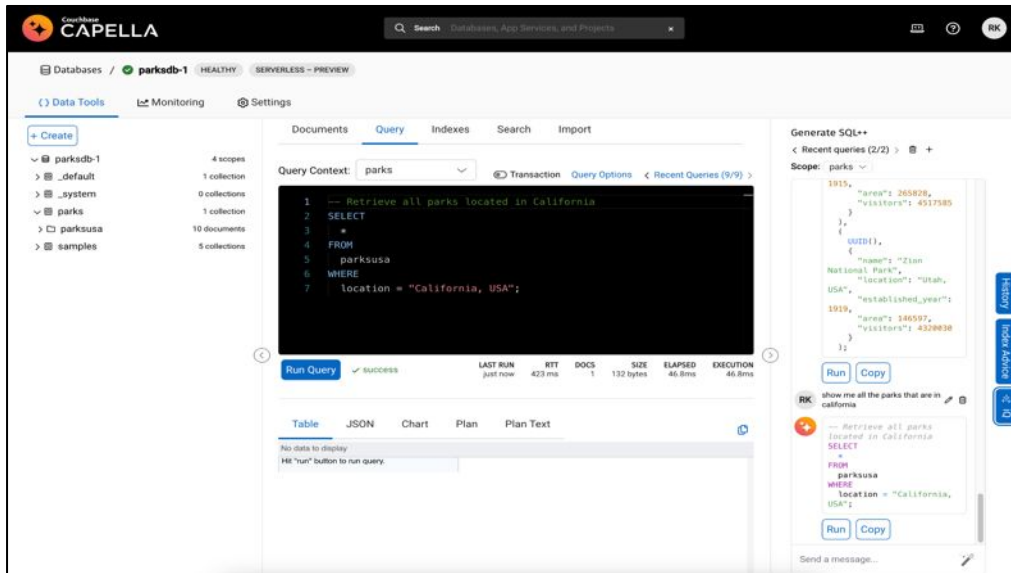 Couchbase
CAPELLA
Search Databases, App Services, and Projects
RK
Databases / parksdb-1 HEALTHY SERVERLESS - PREVIEW
Data Tools Monitoring Settings
+ Create
parksdb-1 4 scopes
_default 1 collection
_system 0 collections
parks 1 collection
parksusa 10 documents
samples 5 collections
Documents Query Indexes Search Import
Query Context: parks Transaction Query Options < Recent Queries (9/9) >
1 -- Retrieve all parks located in California
2 SELECT
3 *
4 FROM
5 parksusa
6 WHERE
7 location = "California, USA";
Run Query success
LAST RUN RTT DOCS SIZE ELAPSED EXECUTION
just now 423 ms 1 132 bytes 46.8ms 46.8ms
Table JSON Chart Plan Plan Text
No data to display
Hit "run" button to run query.
Generate SQL++
< Recent queries (2/2) > +
Scope: parks
1915,
"area": 265828,
"visitors": 4517585
}
),
(
UUID(),
{
"name": "Zion
National Park",
"location": "Utah,
USA",
"established_year":
1919,
"area": 146597,
"visitors": 4320030
}
);
Run Copy
RK show me all the parks that are in
california
-- Retrieve all parks
located in California
SELECT
*
FROM
parksusa
WHERE
location = "California,
USA";
Run Copy
Send a message...
History
Index Advice
iQ